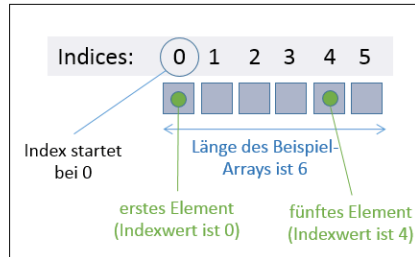 Indices: 0 1 2 3 4 5
Index startet
bei 0
Länge des Beispiel-
Arrays ist 6
erstes Element
(Indexwert ist 0)
fünftes Element
(Indexwert ist 4)